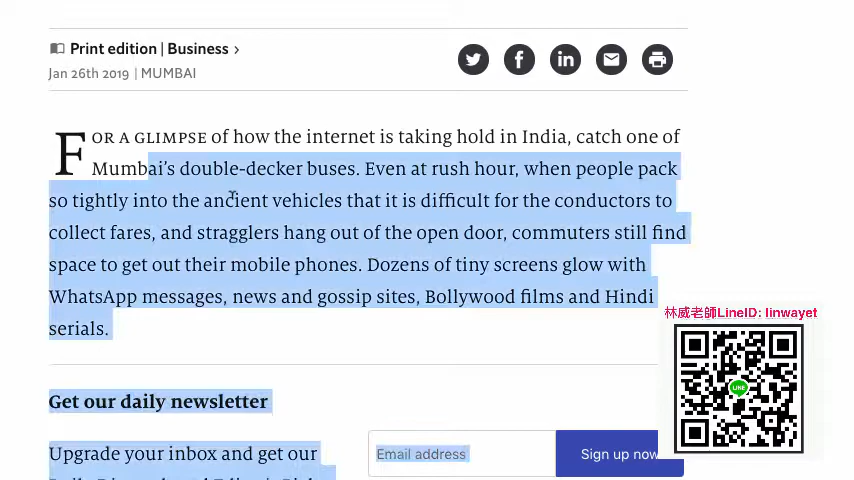 Print edition | Business ›
Jan 26th 2019 | MUMBAI
FOR A GLIMPSE of how the internet is taking hold in India, catch one of
Mumbai’s double-decker buses. Even at rush hour, when people pack
so tightly into the ancient vehicles that it is difficult for the conductors to
collect fares, and stragglers hang out of the open door, commuters still find
space to get out their mobile phones. Dozens of tiny screens glow with
WhatsApp messages, news and gossip sites, Bollywood films and Hindi
serials.
林威老師LineID: linwayet
LINE
Get our daily newsletter
Upgrade your inbox and get our
Email address
Sign up now